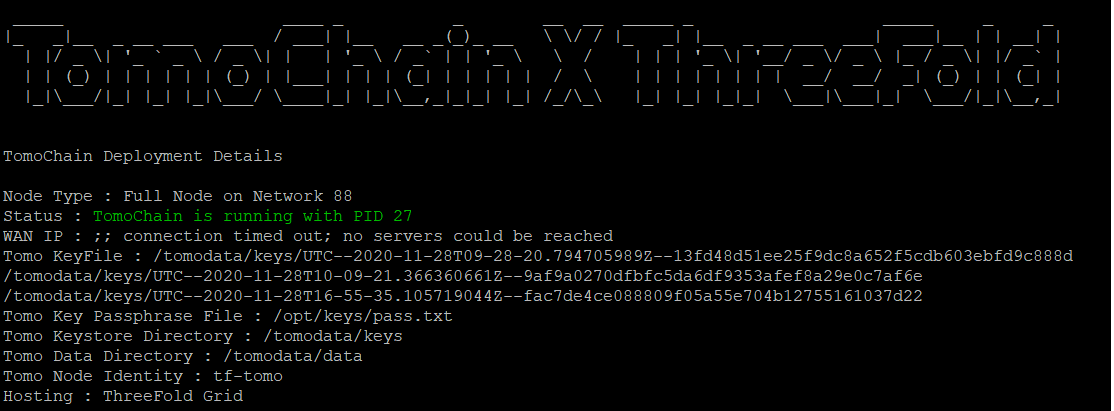 TomoChain X ThreeFold
TomoChain Deployment Details
Node Type : Full Node on Network 88
Status : TomoChain is running with PID 27
WAN IP : ;; connection timed out; no servers could be reached
Tomo KeyFile : /tomodata/keys/UTC--2020-11-28T09-28-20.794705989Z--13fd48d51ee25f9dc8a652f5cdb603ebfd9c888d
/tomodata/keys/UTC--2020-11-28T10-09-21.366360661Z--9af9a0270dfbfc5da6df9353afef8a29e0c7af6e
/tomodata/keys/UTC--2020-11-28T16-55-35.105719044Z--fac7de4ce088809f05a55e704b12755161037d22
Tomo Key Passphrase File : /opt/keys/pass.txt
Tomo Keystore Directory : /tomodata/keys
Tomo Data Directory : /tomodata/data
Tomo Node Identity : tf-tomo
Hosting : ThreeFold Grid